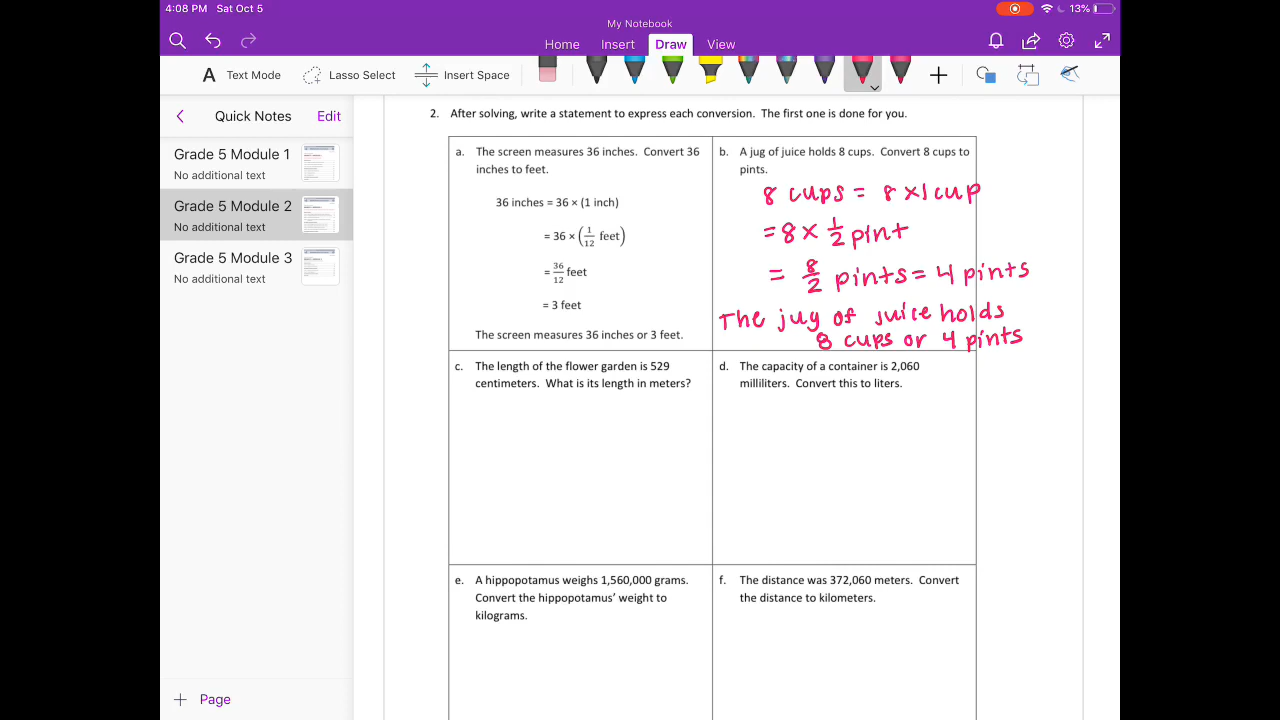 4:08 PM Sat Oct 5
13%
My Notebook
Home Insert Draw View
A Text Mode Lasso Select Insert Space
Quick Notes Edit
Grade 5 Module 1
No additional text
Grade 5 Module 2
No additional text
Grade 5 Module 3
No additional text
+ Page
2. After solving, write a statement to express each conversion. The first one is done for you.
a. The screen measures 36 inches. Convert 36
inches to feet.
36 inches = 36 × (1 inch)
= 36 × (1/12 feet)
= 36/12 feet
= 3 feet
The screen measures 36 inches or 3 feet.
b. A jug of juice holds 8 cups. Convert 8 cups to
pints.
8 cups = 8 × 1 cup
= 8 × 1/2 pint
= 8/2 pints = 4 pints
The jug of juice holds
8 cups or 4 pints
c. The length of the flower garden is 529
centimeters. What is its length in meters?
d. The capacity of a container is 2,060
milliliters. Convert this to liters.
e. A hippopotamus weighs 1,560,000 grams.
Convert the hippopotamus’ weight to
kilograms.
f. The distance was 372,060 meters. Convert
the distance to kilometers.